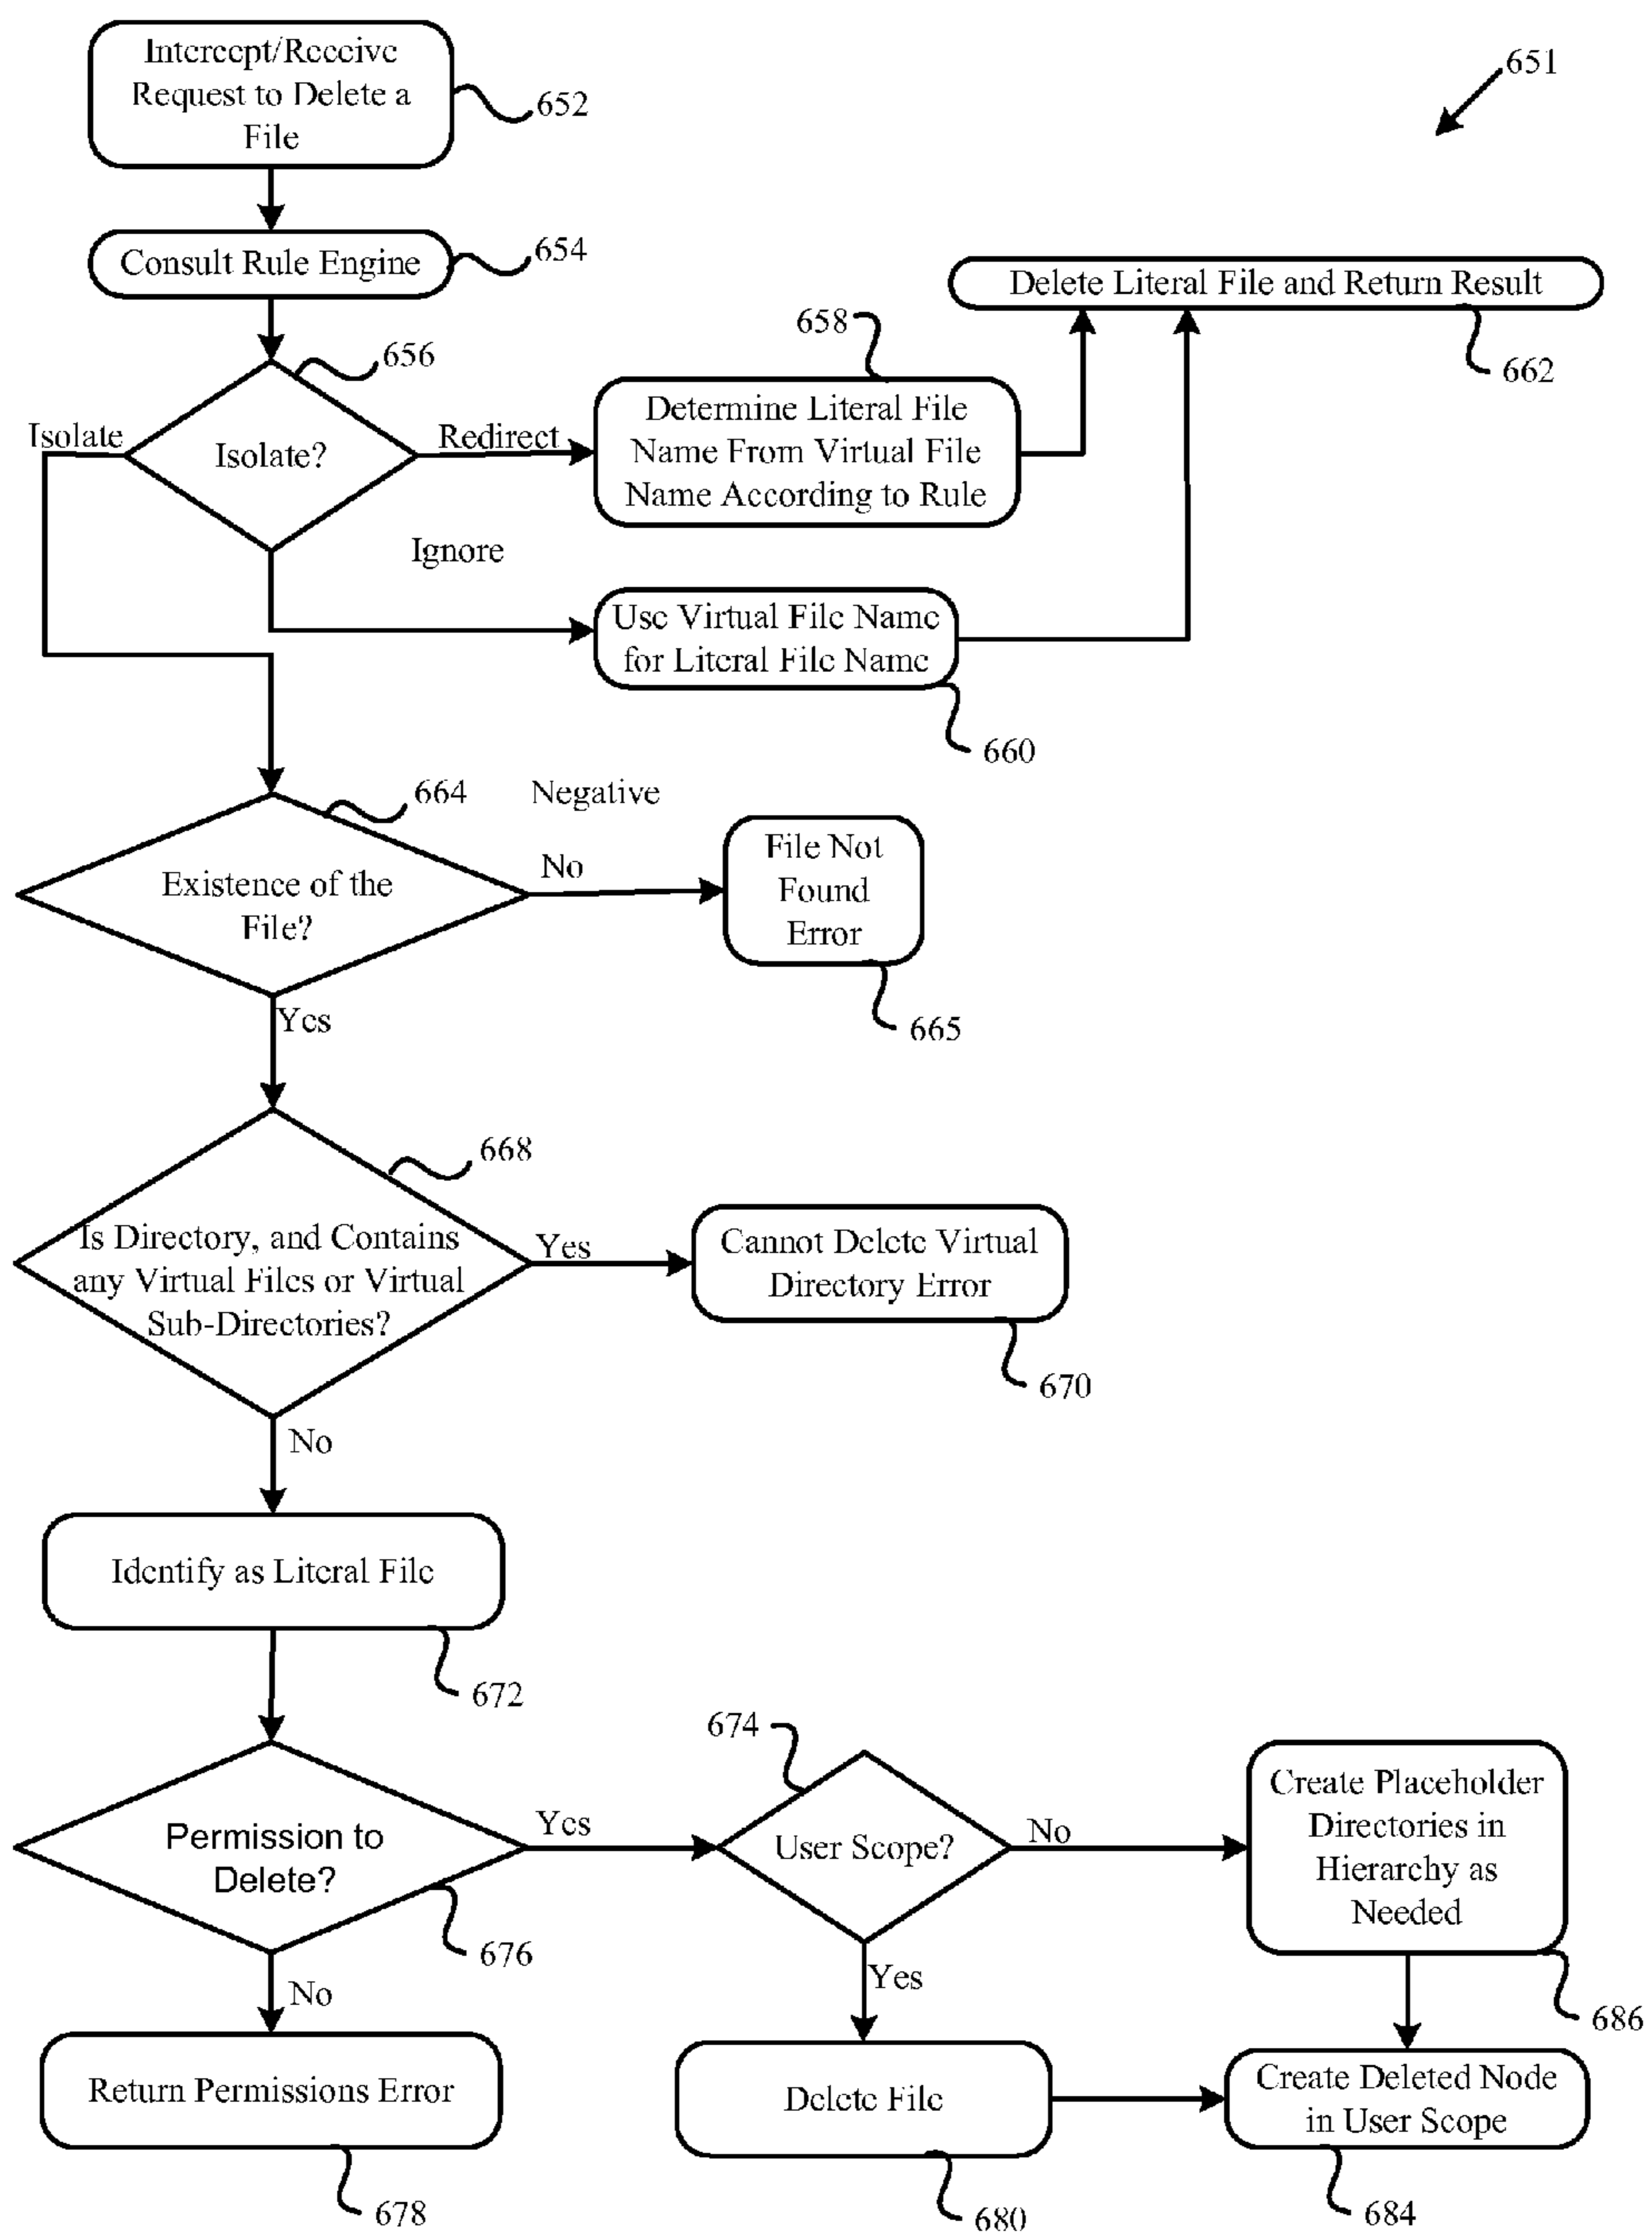 Intercept/Receive
Request to Delete a
File
652
651
Consult Rule Engine
654
Delete Literal File and Return Result
662
656
Isolate?
Isolate
Redirect
Ignore
658
Determine Literal File
Name From Virtual File
Name According to Rule
Use Virtual File Name
for Literal File Name
660
664
Negative
Existence of the
File?
No
File Not
Found
Error
665
Yes
668
Is Directory, and Contains
any Virtual Files or Virtual
Sub-Directories?
Yes
Cannot Delete Virtual
Directory Error
670
No
Identify as Literal File
672
Permission to
Delete?
676
Yes
674
User Scope?
No
Create Placeholder
Directories in
Hierarchy as
Needed
686
No
Yes
Return Permissions Error
678
Delete File
680
Create Deleted Node
in User Scope
684